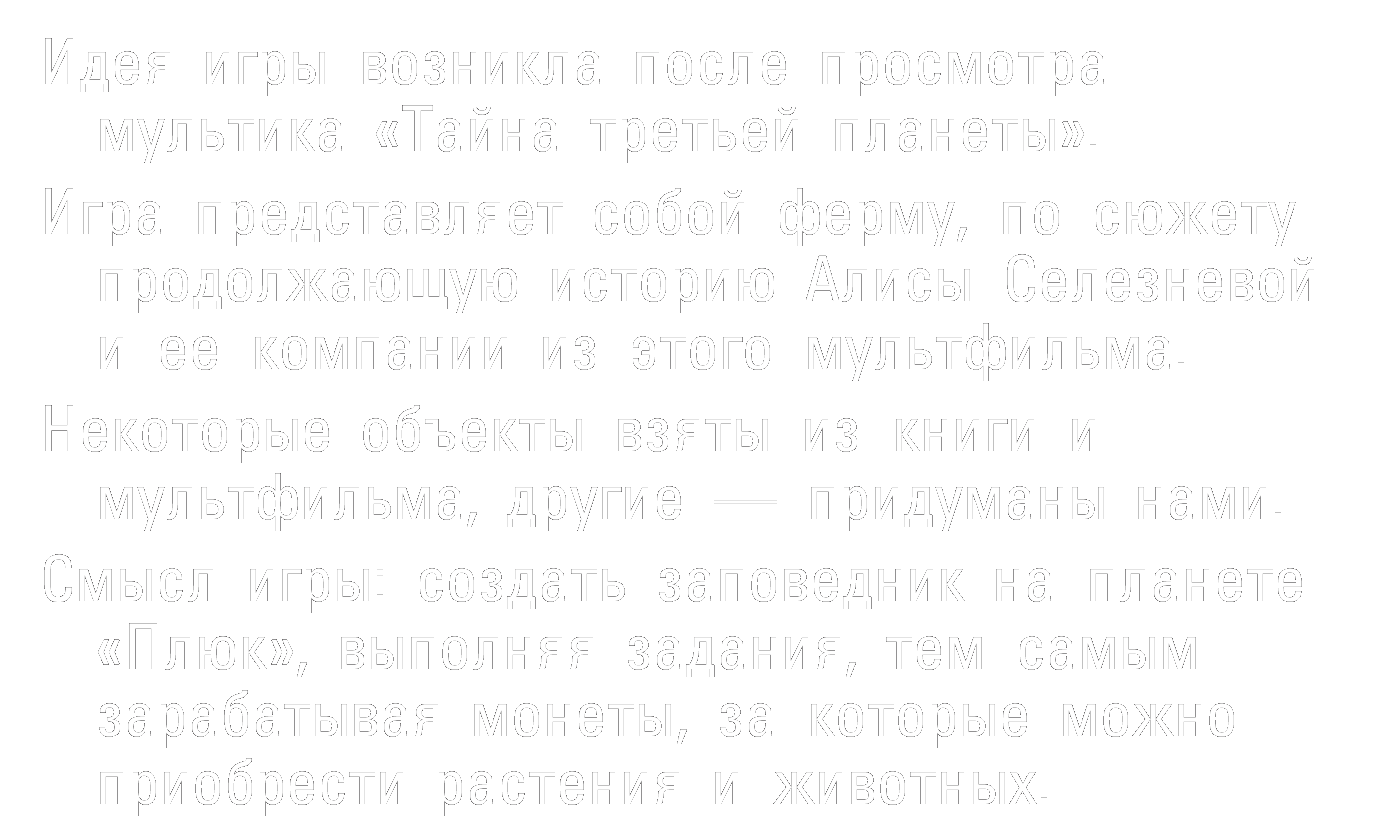 Идея игры возникла после просмотра
мультика «Тайна третьей планеты».
Игра представляет собой ферму, по сюжету
продолжающую историю Алисы Селезневой
и ее компании из этого мультфильма.
Некоторые объекты взяты из книги и
мультфильма, другие — придуманы нами.
Смысл игры: создать заповедник на планете
«Плюк», выполняя задания, тем самым
зарабатывая монеты, за которые можно
приобрести растения и животных.